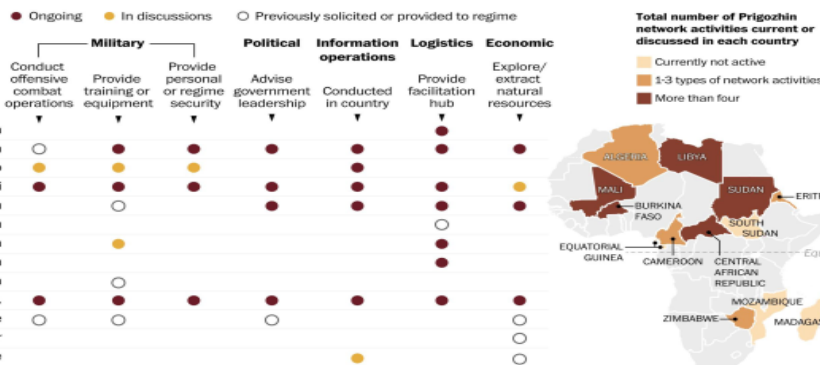 Ongoing In discussions Previously solicited or provided to regime
Military Political Information operations Logistics Economic
Conduct offensive combat operations
Provide training or equipment
Provide personal or regime security
Advise government leadership
Conducted in country
Provide facilitation hub
Explore/ extract natural resources
Total number of Prigozhin
network activities current or
discussed in each country
Currently not active
1-3 types of network activities
More than four
ALGERIA
LIBYA
MALI
SUDAN
ERIT
BURKINA
FASO
SOUTH
SUDAN
EQUATORIAL
GUINEA
CAMEROON
CENTRAL
AFRICAN
REPUBLIC
Equ
MOZAMBIQUE
ZIMBABWE
MADAGAS